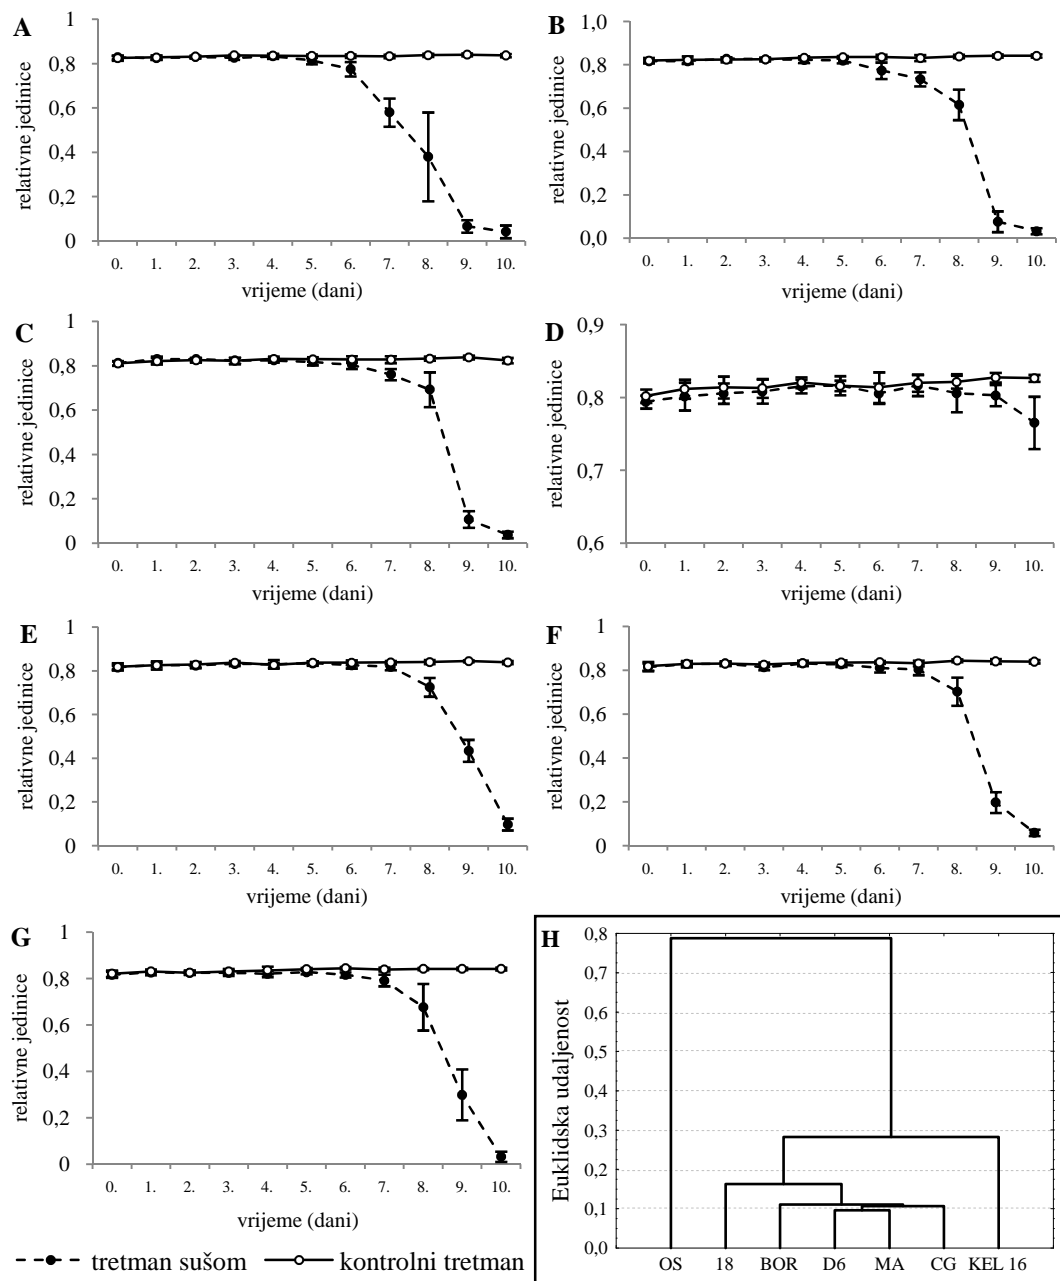 A
1
0,8
0,6
0,4
0,2
0
relativne jedinice
0. 1. 2. 3. 4. 5. 6. 7. 8. 9. 10.
vrijeme (dani)
B
1,0
0,8
0,6
0,4
0,2
0,0
relativne jedinice
0. 1. 2. 3. 4. 5. 6. 7. 8. 9. 10.
vrijeme (dani)
C
1
0,8
0,6
0,4
0,2
0
relativne jedinice
0. 1. 2. 3. 4. 5. 6. 7. 8. 9. 10.
vrijeme (dani)
D
0,9
0,8
0,7
0,6
relativne jedinice
0. 1. 2. 3. 4. 5. 6. 7. 8. 9. 10.
vrijeme (dani)
E
1
0,8
0,6
0,4
0,2
0
relativne jedinice
0. 1. 2. 3. 4. 5. 6. 7. 8. 9. 10.
vrijeme (dani)
F
1
0,8
0,6
0,4
0,2
0
relativne jedinice
0. 1. 2. 3. 4. 5. 6. 7. 8. 9. 10.
vrijeme (dani)
G
1
0,8
0,6
0,4
0,2
0
relativne jedinice
0. 1. 2. 3. 4. 5. 6. 7. 8. 9. 10.
vrijeme (dani)
tretman sušom kontrolni tretman
H
0,8
0,7
0,6
0,5
0,4
0,3
0,2
0,1
0,0
Euklidska udaljenost
OS 18 BOR D6 MA CG KEL 16